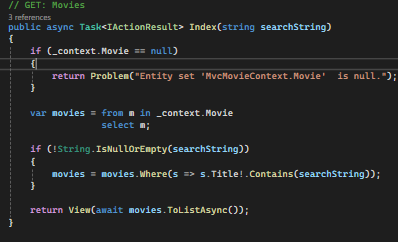 // GET: Movies
3 references
public async Task<IActionResult> Index(string searchString)
{
    if (_context.Movie == null)
    {
        return Problem("Entity set 'MvcMovieContext.Movie'  is null.");
    }

    var movies = from m in _context.Movie
                 select m;

    if (!String.IsNullOrEmpty(searchString))
    {
        movies = movies.Where(s => s.Title!.Contains(searchString));
    }

    return View(await movies.ToListAsync());
}